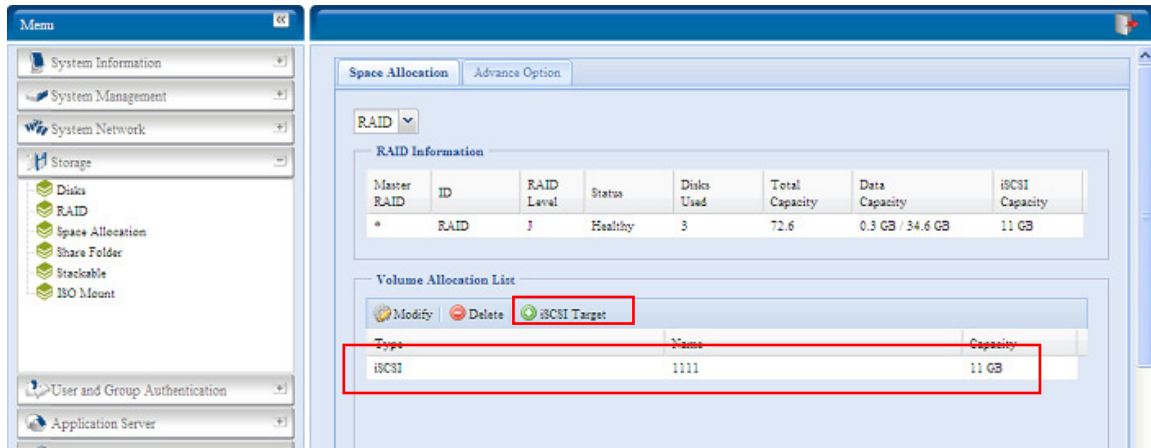 Menu
System Information
System Management
System Network
Storage
Disks
RAID
Space Allocation
Share Folder
Stackable
ISO Mount
User and Group Authentication
Application Server
Space Allocation Advance Option
RAID
RAID Information
Master RAID ID RAID Level Status Disks Used Total Capacity Data Capacity iSCSI Capacity
* RAID J Healthy 3 72.6 0.3 GB / 34.6 GB 11 GB
Volume Allocation List
Modify Delete iSCSI Target
Type Name Capacity
iSCSI 1111 11 GB